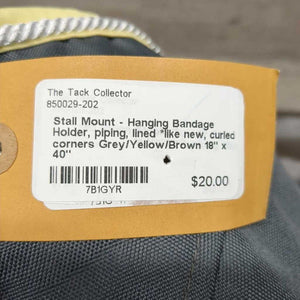 The Tack Collector
850029-202
Stall Mount - Hanging Bandage
Holder, piping, lined *like new, curled
corners Grey/Yellow/Brown 18" x
40"
$20.00
7B1GYR